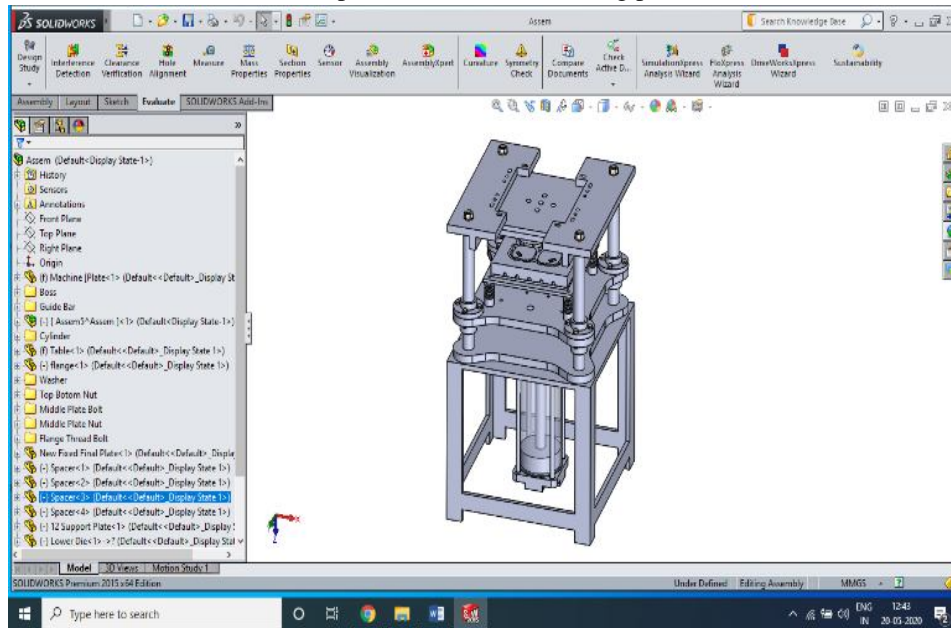 SOLIDWORKS
Assem
Search Knowledge Base
Design Study
Interference Detection
Clearance Verification
Hole Alignment
Measure
Mass Properties
Section Properties
Sensor
Assembly Visualization
AssemblyXpert
Curvature
Symmetry Check
Compare Documents
Check Active D...
SimulationXpress Analysis Wizard
FloXpress Analysis Wizard
DriveWorksXpress Wizard
Sustainability
Assembly Layout Sketch Evaluate SOLIDWORKS Add-Ins
Assem (Default<Display State-1>)
History
Sensors
Annotations
Front Plane
Top Plane
Right Plane
Origin
(f) Machine [Plate<1> (Default<<Default>_Display St
Boss
Guide Bar
(-) [ Assem5^Assem ]<1> (Default<Display State-1>)
Cylinder
(f) Table<1> (Default<<Default>_Display State 1>)
(-) flange<1> (Default<<Default>_Display State 1>)
Washer
Top Botom Nut
Middle Plate Bolt
Middle Plate Nut
Flange Thread Bolt
New Fixed Final Plate<1> (Default<<Default>_Display
(-) Spacer<1> (Default<<Default>_Display State 1>)
(-) Spacer<2> (Default<<Default>_Display State 1>)
(-) Spacer<3> (Default<<Default>_Display State 1>)
(-) Spacer<4> (Default<<Default>_Display State 1>)
(-) 12 Support Plate<1> (Default<<Default>_Display S
(-) Lower Die<1> ->? (Default<<Default>_Display Stat
Model 3D Views Motion Study 1
SOLIDWORKS Premium 2015 x64 Edition
Under Defined Editing Assembly MMGS
Type here to search
ENG 12:43
IN 20-05-2020